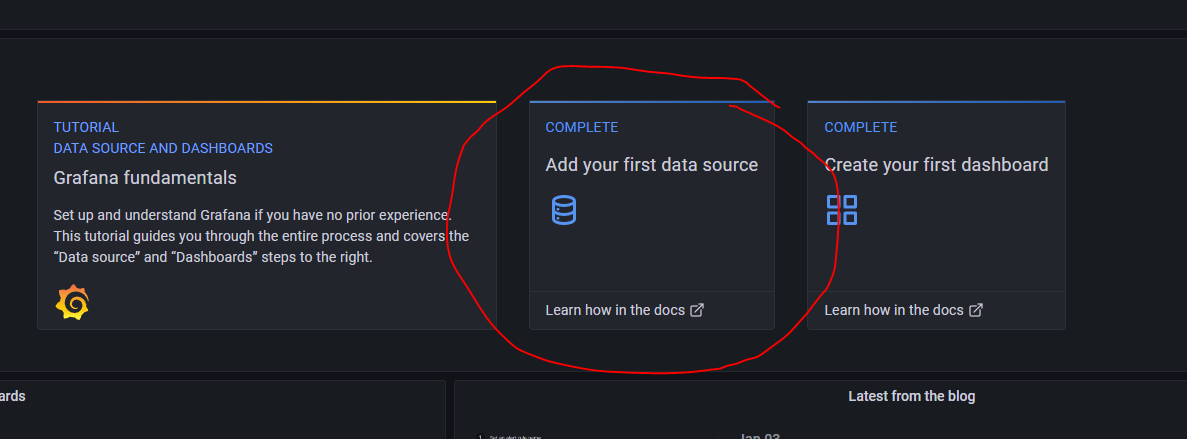 TUTORIAL
DATA SOURCE AND DASHBOARDS
Grafana fundamentals
Set up and understand Grafana if you have no prior experience.
This tutorial guides you through the entire process and covers the
“Data source” and “Dashboards” steps to the right.
COMPLETE
Add your first data source
Learn how in the docs
COMPLETE
Create your first dashboard
Learn how in the docs
ards
Latest from the blog
Jan 03